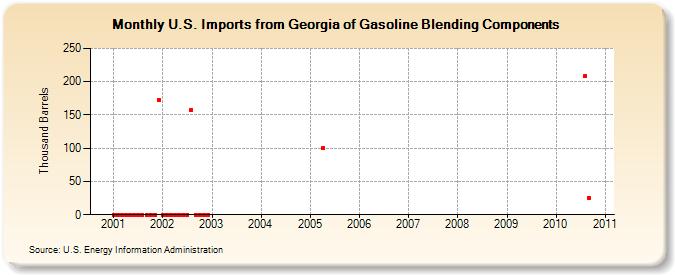 Monthly U.S. Imports from Georgia of Gasoline Blending Components
Thousand Barrels
250
200
150
100
50
0
2001 2002 2003 2004 2005 2006 2007 2008 2009 2010 2011
Source: U.S. Energy Information Administration